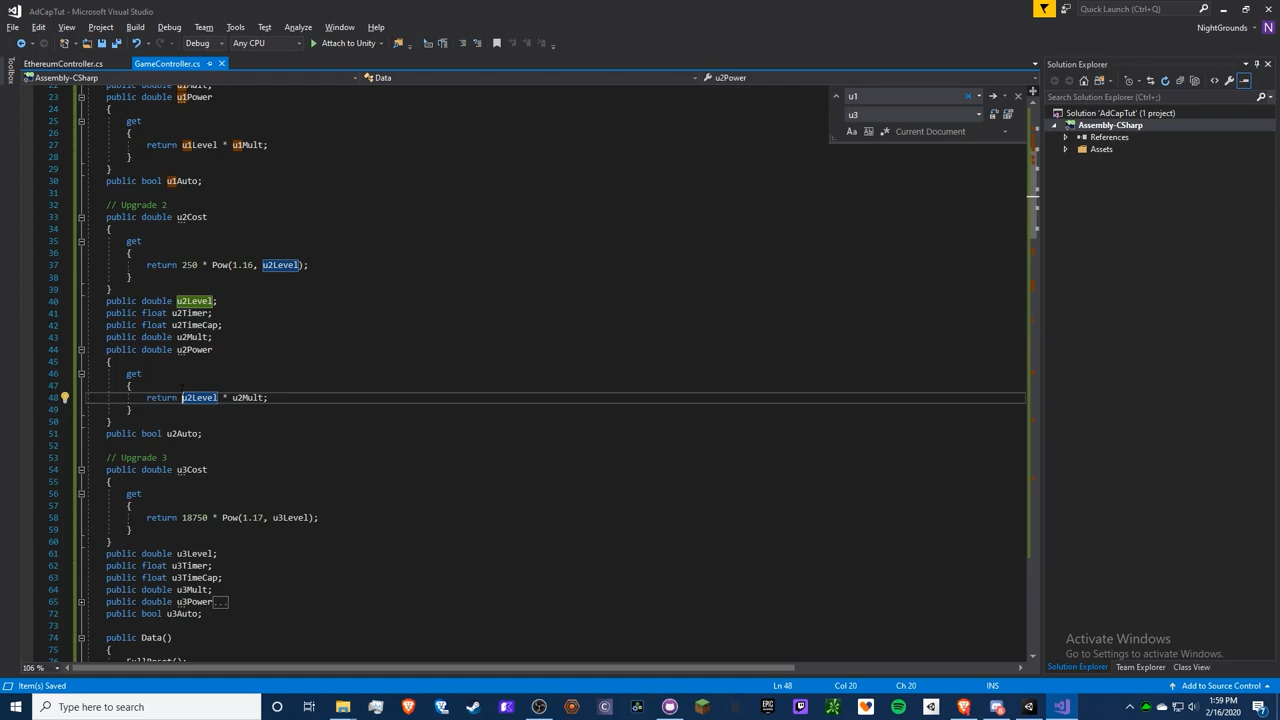 AdCapTut - Microsoft Visual Studio
Quick Launch (Ctrl+Q)
File Edit View Project Build Debug Team Tools Test Analyze Window Help
NightGrounds N
Debug Any CPU Attach to Unity
Toolbox
EthereumController.cs GameController.cs
Assembly-CSharp Data u2Power
22 public double u1Mult;
23 public double u1Power
24 {
25 get
26 {
27 return u1Level * u1Mult;
28 }
29 }
30 public bool u1Auto;
31
32 // Upgrade 2
33 public double u2Cost
34 {
35 get
36 {
37 return 250 * Pow(1.16, u2Level);
38 }
39 }
40 public double u2Level;
41 public float u2Timer;
42 public float u2TimeCap;
43 public double u2Mult;
44 public double u2Power
45 {
46 get
47 {
48 return u2Level * u2Mult;
49 }
50 }
51 public bool u2Auto;
52
53 // Upgrade 3
54 public double u3Cost
55 {
56 get
57 {
58 return 18750 * Pow(1.17, u3Level);
59 }
60 }
61 public double u3Level;
62 public float u3Timer;
63 public float u3TimeCap;
64 public double u3Mult;
65 public double u3Power...
72 public bool u3Auto;
73
74 public Data()
75 {
76 FullReset();
u1
u3
Aa Current Document
Solution Explorer
Search Solution Explorer (Ctrl+;)
Solution 'AdCapTut' (1 project)
Assembly-CSharp
References
Assets
Activate Windows
Go to Settings to activate Windows.
Solution Explorer Team Explorer Class View
106 %
Item(s) Saved Ln 48 Col 20 Ch 20 INS Add to Source Control
Type here to search
1:59 PM
2/16/2020